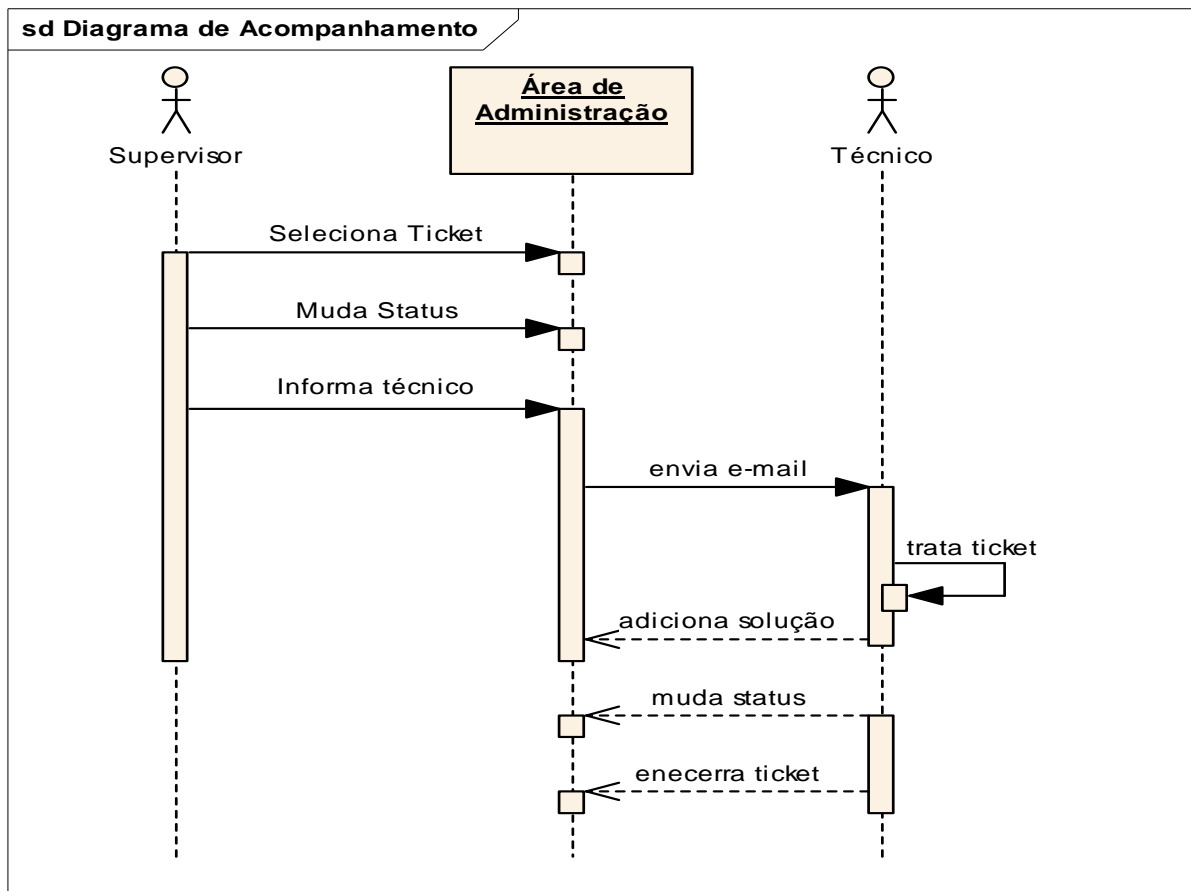 sd Diagrama de Acompanhamento
Supervisor
Área de
Administração
Técnico
Seleciona Ticket
Muda Status
Informa técnico
envia e-mail
trata ticket
adiciona solução
muda status
enecerra ticket